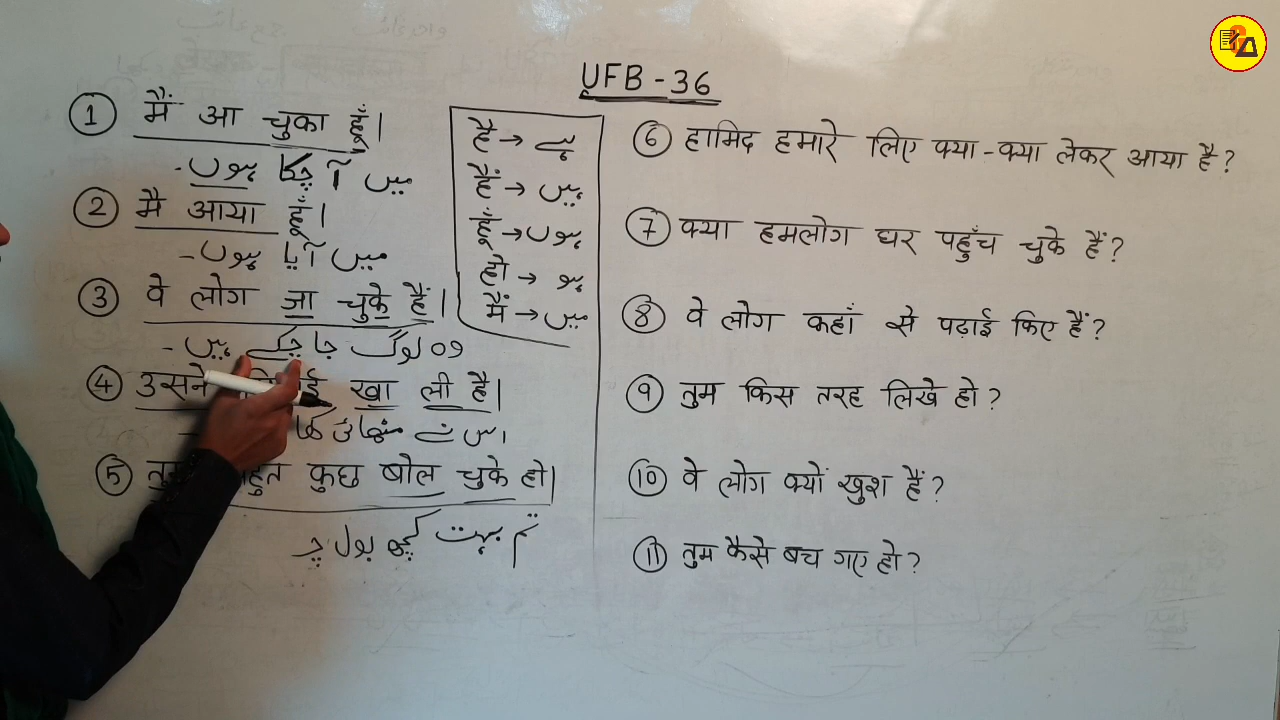 UFB - 36
① मैं आ चुका हूँ।
میں آ چکا ہوں -
② मै आया हूँ।
میں آیا ہوں -
③ वे लोग जा चुके है।
وہ لوگ جا چکے ہیں -
④ उसने खा ली है।
اس نے مٹھائی کھا
⑤ कुछ बोल चुके हो।
تم بہت کچھ بول چ
है → ہے
हैं → ہیں
हूँ → ہوں
हो → ہو
मैं → میں
⑥ हामिद हमारे लिए क्या - क्या लेकर आया है?
⑦ क्या हमलोग घर पहुँच चुके हैं?
⑧ वे लोग कहाँ से पढ़ाई किए हैं?
⑨ तुम किस तरह लिखे हो?
⑩ वे लोग क्यों खुश हैं?
⑪ तुम कैसे बच गए हो?